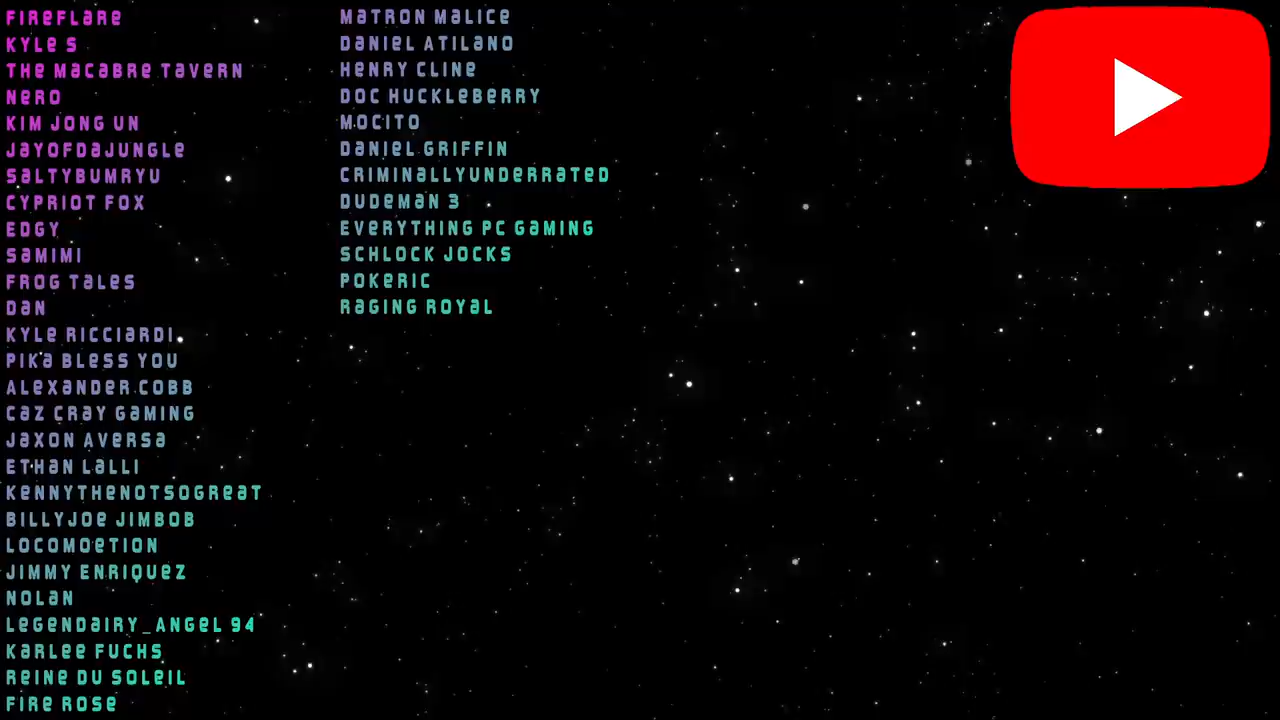 FIREFLARE
KYLE S
THE MACABRE TAVERN
NERO
KIM JONG UN
JAYOFDAJUNGLE
SALTYBUMRYU
CYPRIOT FOX
EDGY
SAMIMI
FROG TALES
DAN
KYLE RICCIARDI
PIKA BLESS YOU
ALEXANDER COBB
CAZ CRAY GAMING
JAXON AVERSA
ETHAN LALLI
KENNYTHENOTSOGREAT
BILLYJOE JIMBOB
LOCOMOETION
JIMMY ENRIQUEZ
NOLAN
LEGENDAIRY_ANGEL 94
KARLEE FUCHS
REINE DU SOLEIL
FIRE ROSE
MATRON MALICE
DANIEL ATILANO
HENRY CLINE
DOC HUCKLEBERRY
MOCITO
DANIEL GRIFFIN
CRIMINALLYUNDERRATED
DUDEMAN 3
EVERYTHING PC GAMING
SCHLOCK JOCKS
POKERIC
RAGING ROYAL